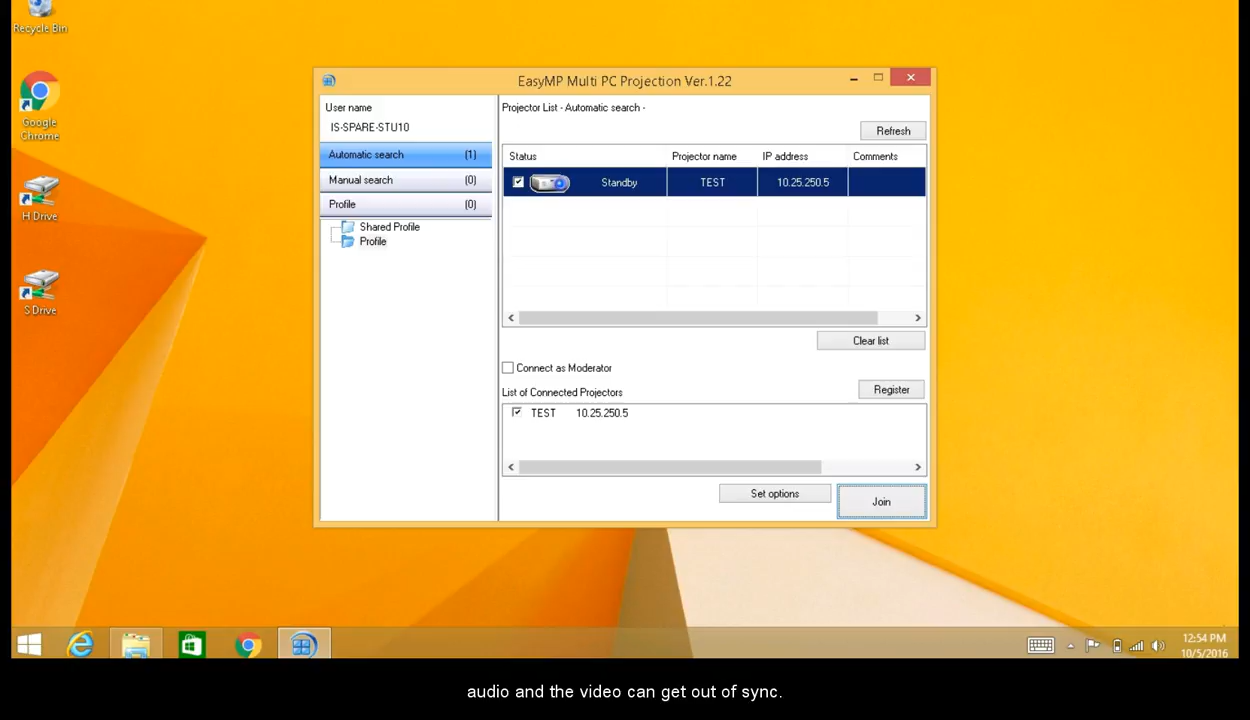 Recycle Bin
Google
Chrome
H Drive
S Drive
EasyMP Multi PC Projection Ver.1.22
User name
IS-SPARE-STU10
Automatic search (1)
Manual search (0)
Profile (0)
Shared Profile
Profile
Projector List - Automatic search -
Refresh
Status Projector name IP address Comments
Standby TEST 10.25.250.5
Clear list
Connect as Moderator
Register
List of Connected Projectors
TEST 10.25.250.5
Set options
Join
12:54 PM
10/5/2016
audio and the video can get out of sync.